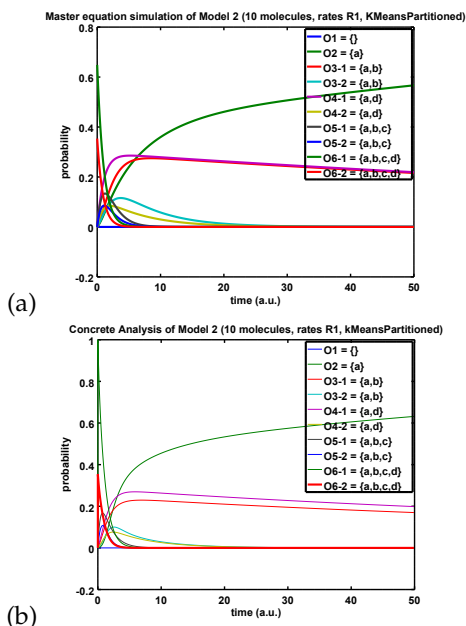 Master equation simulation of Model 2 (10 molecules, rates R1, KMeansPartitioned)
1
0.8
0.6
0.4
0.2
0
-0.2
probability
O1 = {}
O2 = {a}
O3-1 = {a,b}
O3-2 = {a,b}
O4-1 = {a,d}
O4-2 = {a,d}
O5-1 = {a,b,c}
O5-2 = {a,b,c}
O6-1 = {a,b,c,d}
O6-2 = {a,b,c,d}
0 10 20 30 40 50
time (a.u.)
(a)
Concrete Analysis of Model 2 (10 molecules, rates R1, kMeansPartitioned)
1
0.8
0.6
0.4
0.2
0
-0.2
probability
O1 = {}
O2 = {a}
O3-1 = {a,b}
O3-2 = {a,b}
O4-1 = {a,d}
O4-2 = {a,d}
O5-1 = {a,b,c}
O5-2 = {a,b,c}
O6-1 = {a,b,c,d}
O6-2 = {a,b,c,d}
0 10 20 30 40 50
time (a.u.)
(b)